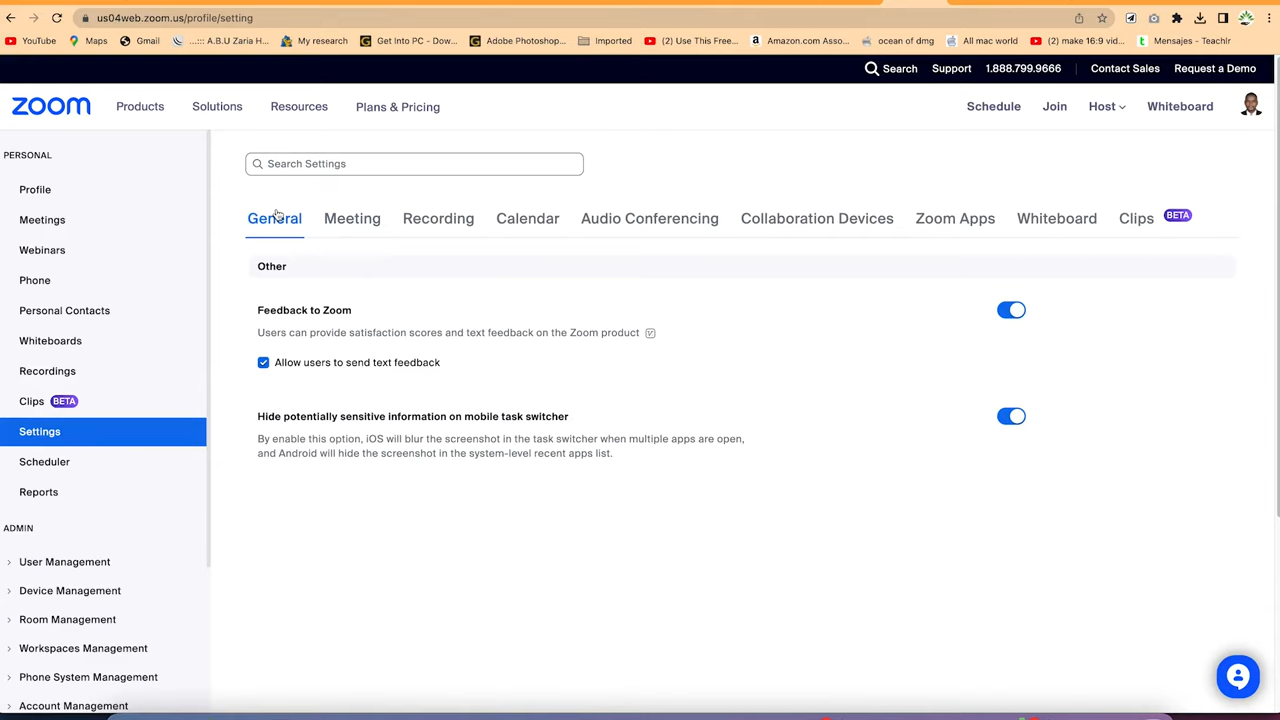 us04web.zoom.us/profile/setting
YouTube Maps Gmail ...::: A.B.U Zaria H... My research Get Into PC - Dow... Adobe Photoshop... Imported (2) Use This Free... Amazon.com Asso... ocean of dmg All mac world (2) make 16:9 vid... Mensajes - TeachIr
Search Support 1.888.799.9666 Contact Sales Request a Demo
zoom Products Solutions Resources Plans & Pricing Schedule Join Host Whiteboard
PERSONAL
Profile
Meetings
Webinars
Phone
Personal Contacts
Whiteboards
Recordings
Clips BETA
Settings
Scheduler
Reports
ADMIN
User Management
Device Management
Room Management
Workspaces Management
Phone System Management
Account Management
Search Settings
General Meeting Recording Calendar Audio Conferencing Collaboration Devices Zoom Apps Whiteboard Clips BETA
Other
Feedback to Zoom
Users can provide satisfaction scores and text feedback on the Zoom product
Allow users to send text feedback
Hide potentially sensitive information on mobile task switcher
By enable this option, iOS will blur the screenshot in the task switcher when multiple apps are open,
and Android will hide the screenshot in the system-level recent apps list.